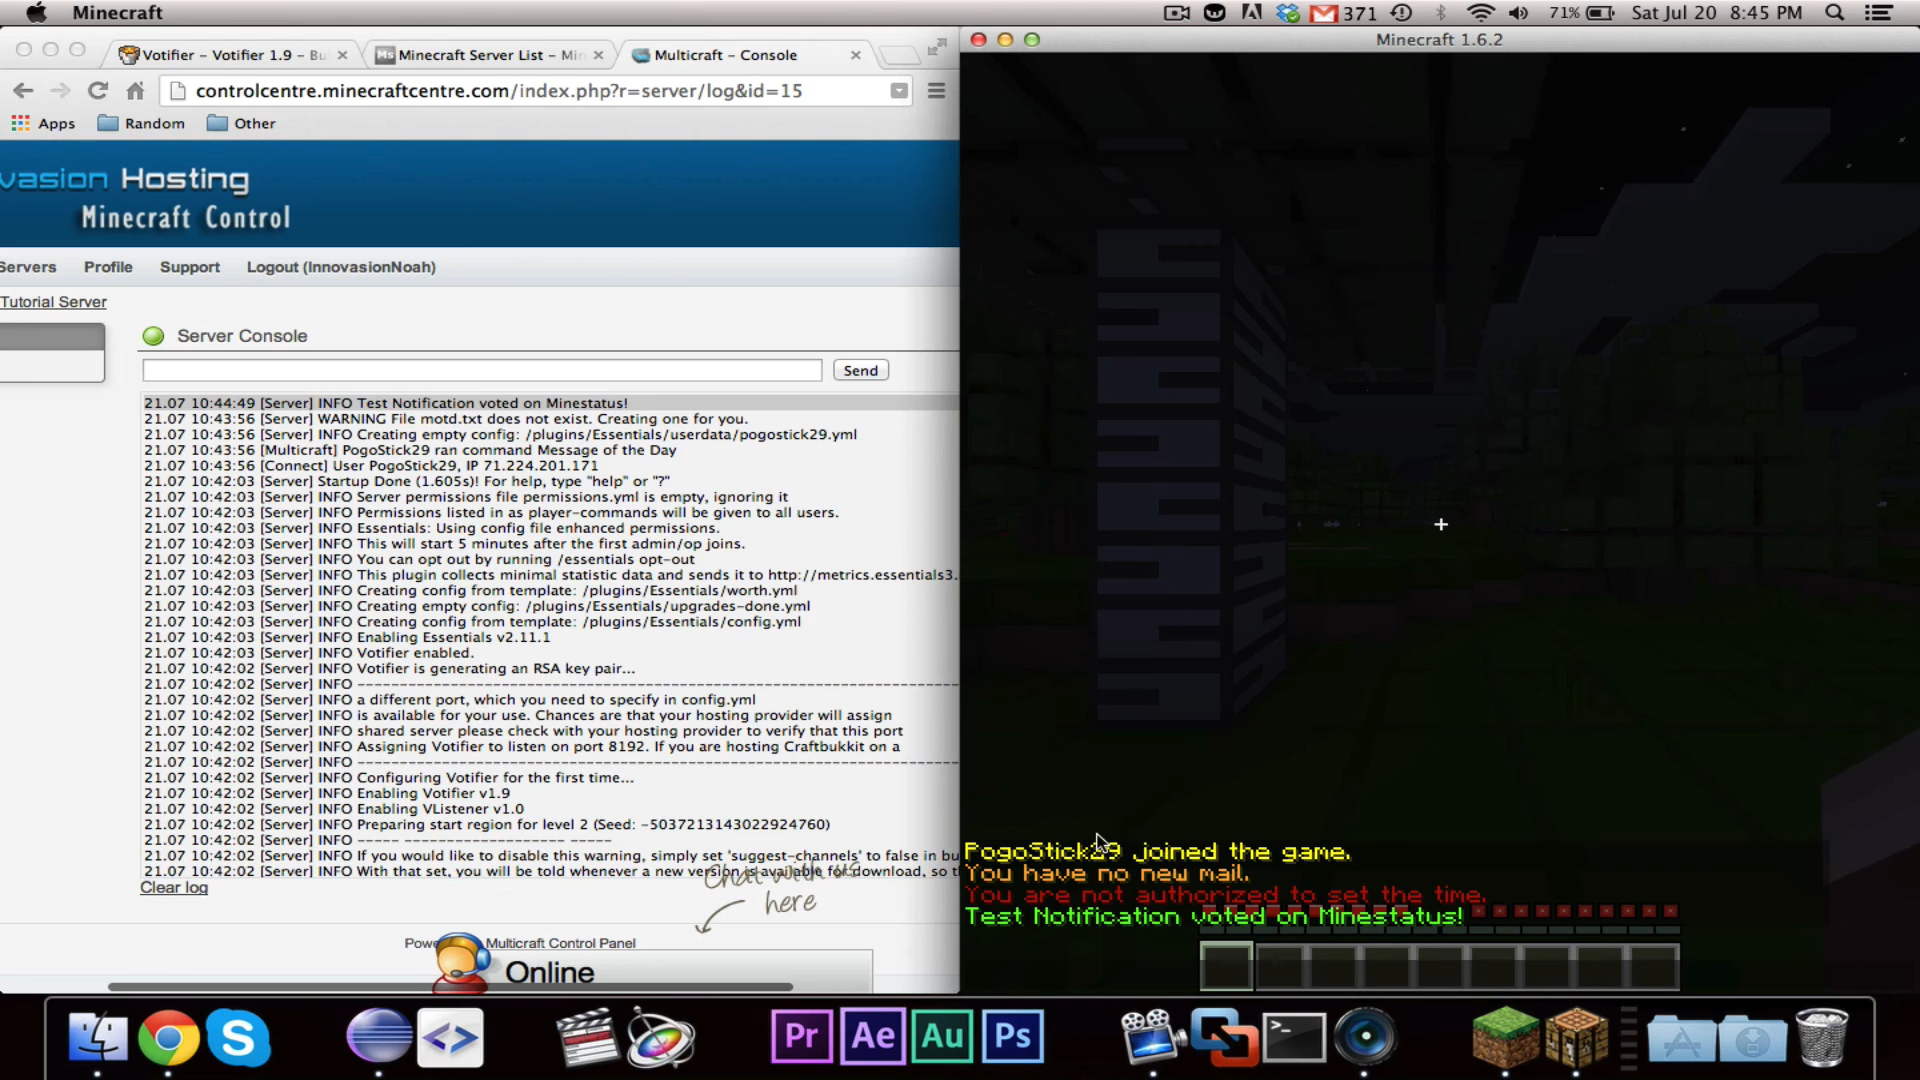 Minecraft
371
71%
Sat Jul 20 8:45 PM
Votifier – Votifier 1.9 – Bu
Minecraft Server List – Min
Multicraft – Console
Minecraft 1.6.2
controlcentre.minecraftcentre.com/index.php?r=server/log&id=15
Apps
Random
Other
vasion Hosting
Minecraft Control
Servers
Profile
Support
Logout (InnovasionNoah)
Tutorial Server
Server Console
Send
21.07 10:44:49 [Server] INFO Test Notification voted on Minestatus!
21.07 10:43:56 [Server] WARNING File motd.txt does not exist. Creating one for you.
21.07 10:43:56 [Server] INFO Creating empty config: /plugins/Essentials/userdata/pogostick29.yml
21.07 10:43:56 [Multicraft] PogoStick29 ran command Message of the Day
21.07 10:43:56 [Connect] User PogoStick29, IP 71.224.201.171
21.07 10:42:03 [Server] Startup Done (1.605s)! For help, type "help" or "?"
21.07 10:42:03 [Server] INFO Server permissions file permissions.yml is empty, ignoring it
21.07 10:42:03 [Server] INFO Permissions listed in as player-commands will be given to all users.
21.07 10:42:03 [Server] INFO Essentials: Using config file enhanced permissions.
21.07 10:42:03 [Server] INFO This will start 5 minutes after the first admin/op joins.
21.07 10:42:03 [Server] INFO You can opt out by running /essentials opt-out
21.07 10:42:03 [Server] INFO This plugin collects minimal statistic data and sends it to http://metrics.essentials3.
21.07 10:42:03 [Server] INFO Creating config from template: /plugins/Essentials/worth.yml
21.07 10:42:03 [Server] INFO Creating empty config: /plugins/Essentials/upgrades-done.yml
21.07 10:42:03 [Server] INFO Creating config from template: /plugins/Essentials/config.yml
21.07 10:42:03 [Server] INFO Enabling Essentials v2.11.1
21.07 10:42:03 [Server] INFO Votifier enabled.
21.07 10:42:02 [Server] INFO Votifier is generating an RSA key pair...
21.07 10:42:02 [Server] INFO ------------------------------------------------------------
21.07 10:42:02 [Server] INFO a different port, which you need to specify in config.yml
21.07 10:42:02 [Server] INFO is available for your use. Chances are that your hosting provider will assign
21.07 10:42:02 [Server] INFO shared server please check with your hosting provider to verify that this port
21.07 10:42:02 [Server] INFO Assigning Votifier to listen on port 8192. If you are hosting Craftbukkit on a
21.07 10:42:02 [Server] INFO ------------------------------------------------------------
21.07 10:42:02 [Server] INFO Configuring Votifier for the first time...
21.07 10:42:02 [Server] INFO Enabling Votifier v1.9
21.07 10:42:02 [Server] INFO Enabling VListener v1.0
21.07 10:42:02 [Server] INFO Preparing start region for level 2 (Seed: -5037213143022924760)
21.07 10:42:02 [Server] INFO ----- ------------------- -----
21.07 10:42:02 [Server] INFO If you would like to disable this warning, simply set 'suggest-channels' to false in bu
21.07 10:42:02 [Server] INFO With that set, you will be told whenever a new version is available for download, so t
Clear log
Chat with us
here
Powe
Multicraft Control Panel
Online
PogoStick29 joined the game.
You have no new mail.
You are not authorized to set the time.
Test Notification voted on Minestatus!
Pr
Ae
Au
Ps